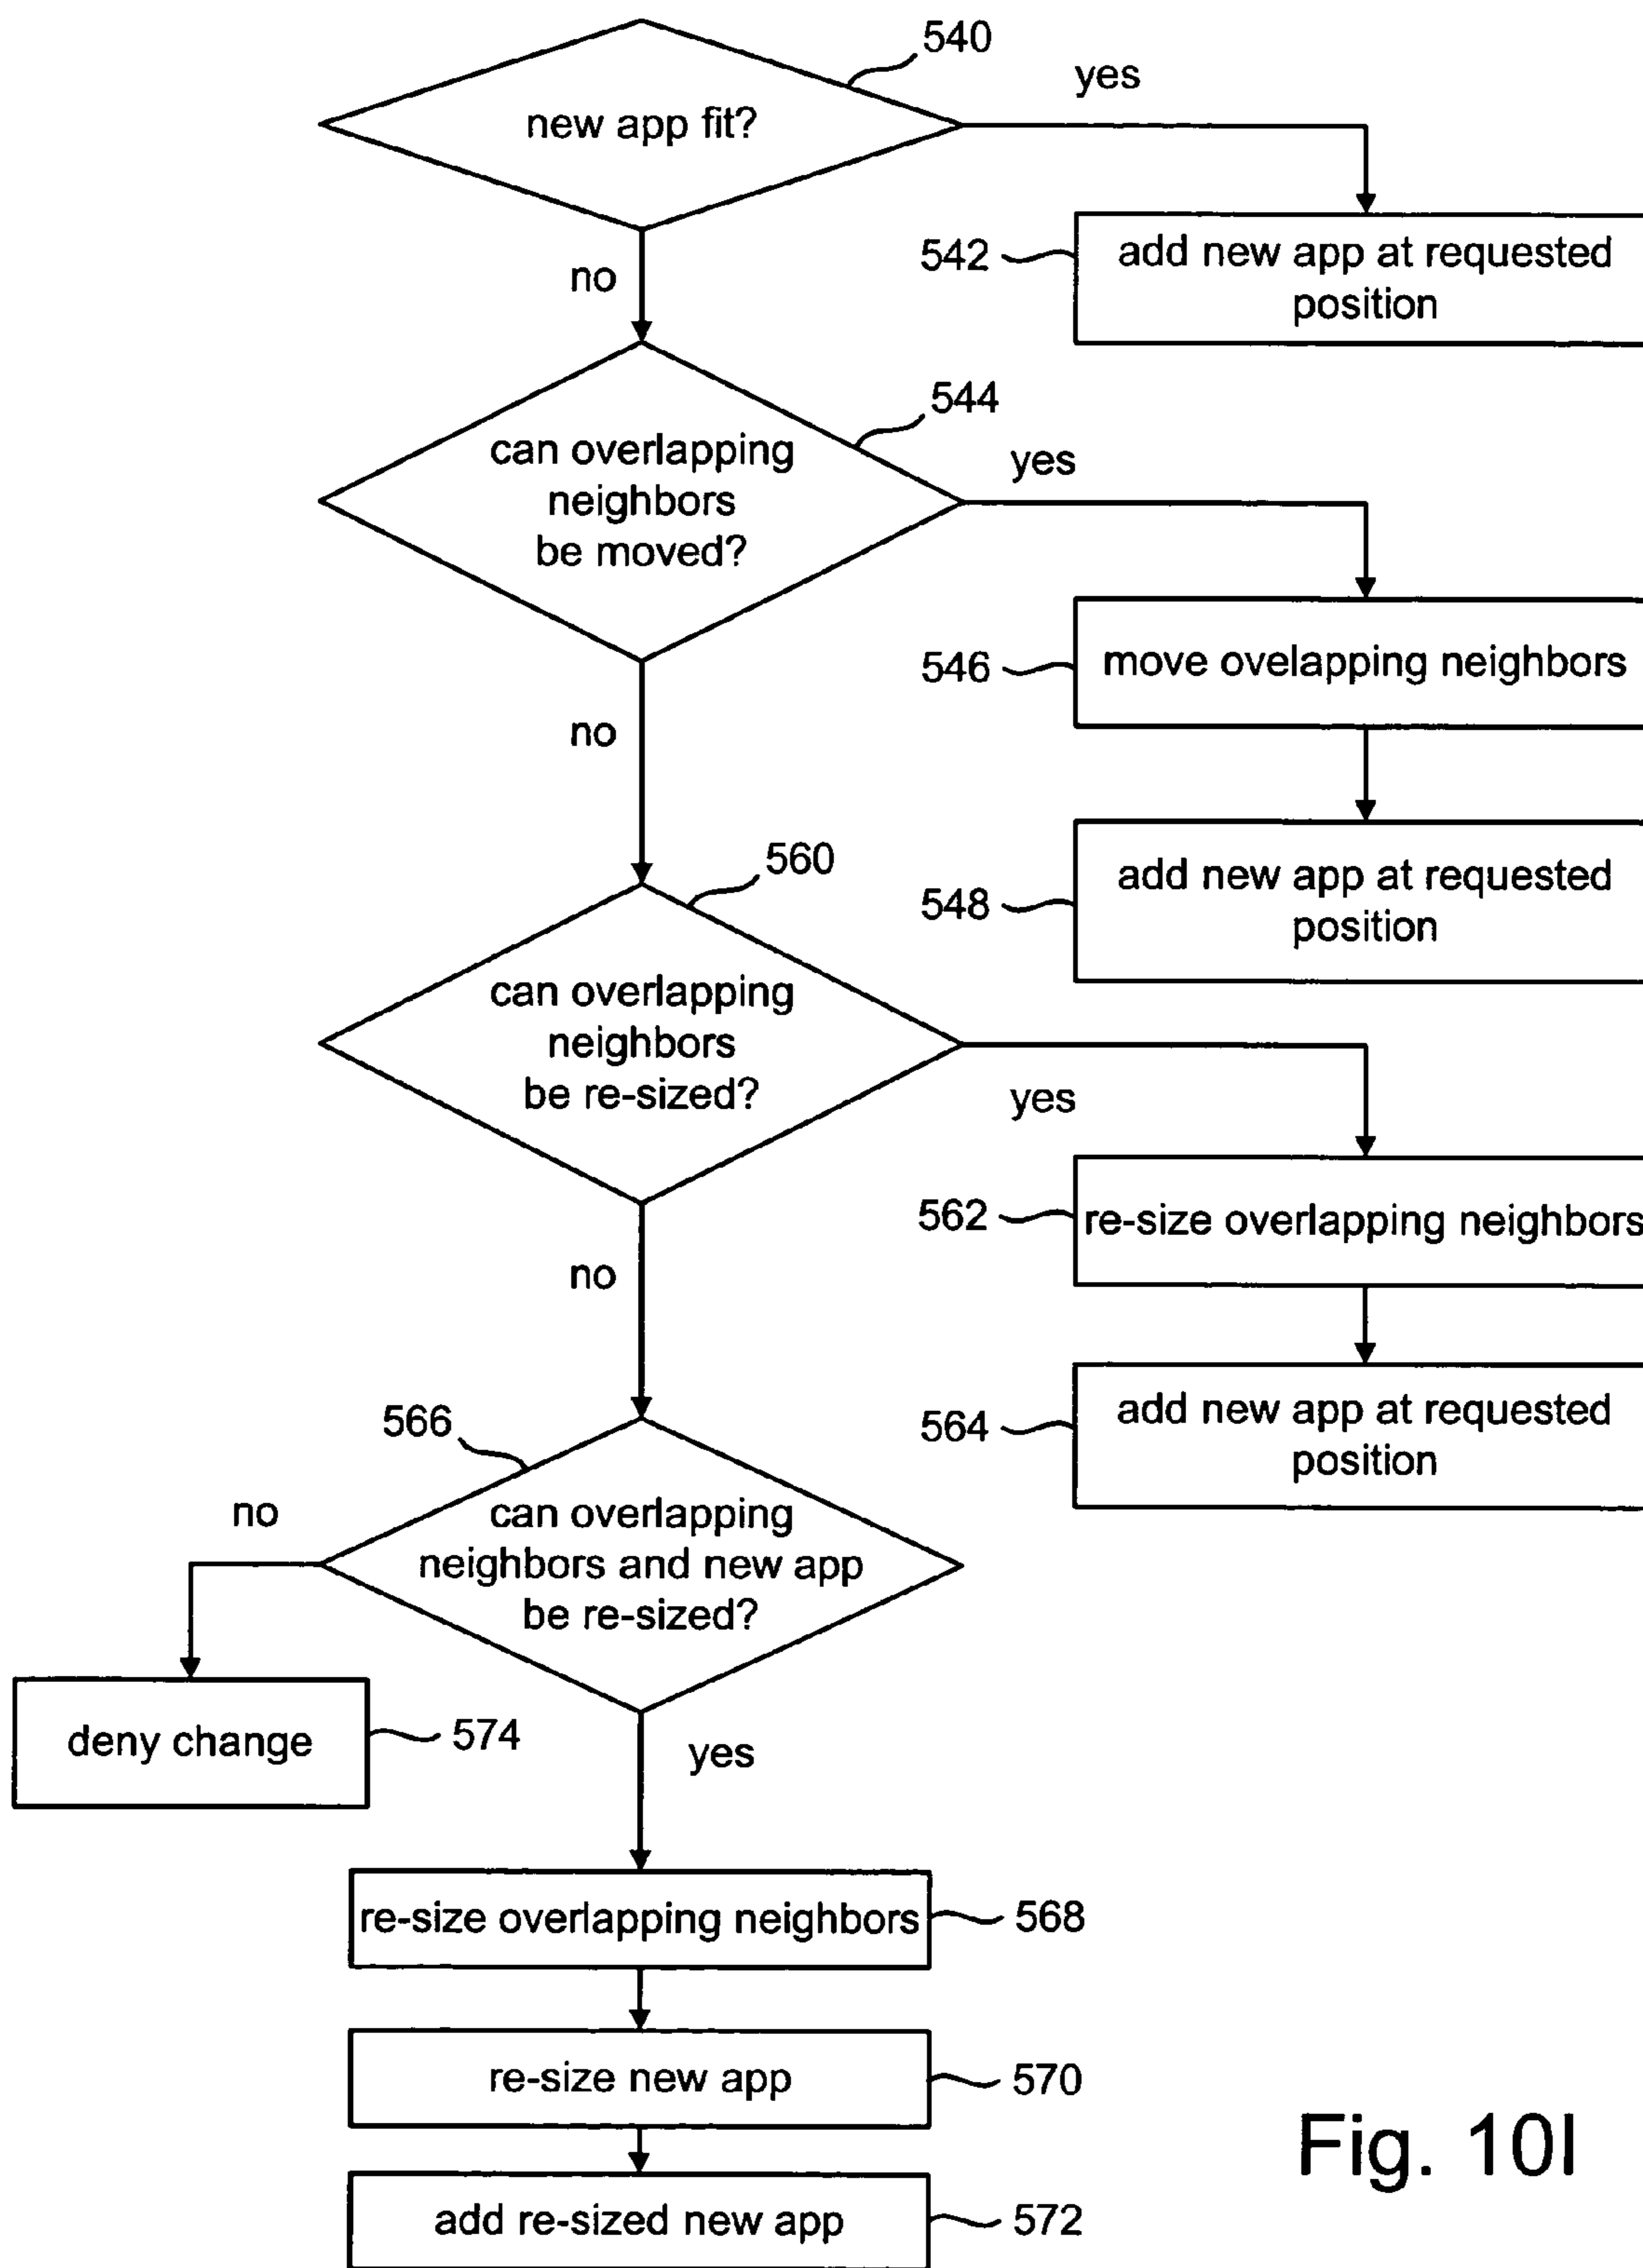 540
yes
new app fit?
542
add new app at requested
position
no
544
can overlapping
neighbors
be moved?
yes
546
move ovelapping neighbors
no
548
add new app at requested
position
560
can overlapping
neighbors
be re-sized?
yes
562
re-size overlapping neighbors
no
564
add new app at requested
position
566
can overlapping
neighbors and new app
be re-sized?
no
deny change
574
yes
re-size overlapping neighbors
568
re-size new app
570
add re-sized new app
572
Fig. 10I